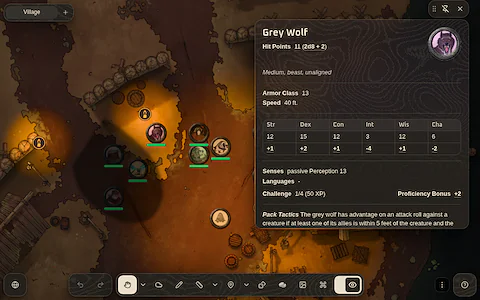 Village
Grey Wolf
Hit Points 11 (2d8 + 2)
Medium, beast, unaligned
Armor Class 13
Speed 40 ft.
Str Dex Con Int Wis Cha
12 15 12 3 12 6
+1 +2 +1 -4 +1 -2
Senses passive Perception 13
Languages -
Challenge 1/4 (50 XP) Proficiency Bonus +2
Pack Tactics The grey wolf has advantage on an attack roll against a
creature if at least one of its allies is within 5 feet of the creature and the